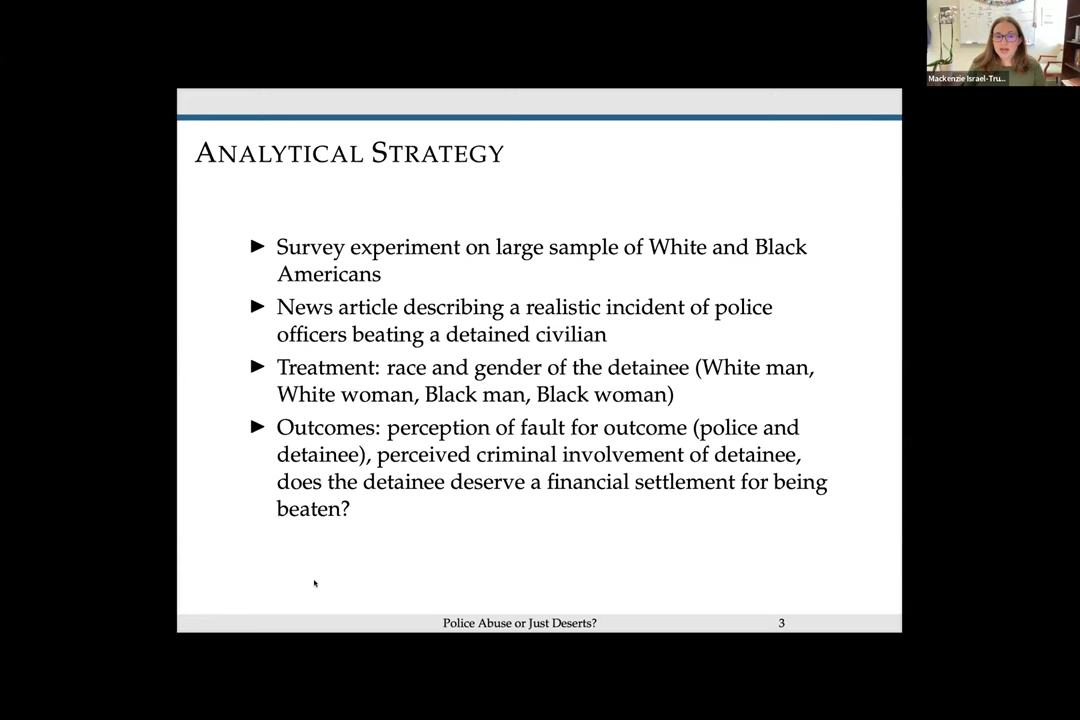 Mackenzie Israel-Tru...
ANALYTICAL STRATEGY
► Survey experiment on large sample of White and Black
Americans
► News article describing a realistic incident of police
officers beating a detained civilian
► Treatment: race and gender of the detainee (White man,
White woman, Black man, Black woman)
► Outcomes: perception of fault for outcome (police and
detainee), perceived criminal involvement of detainee,
does the detainee deserve a financial settlement for being
beaten?
Police Abuse or Just Deserts? 3